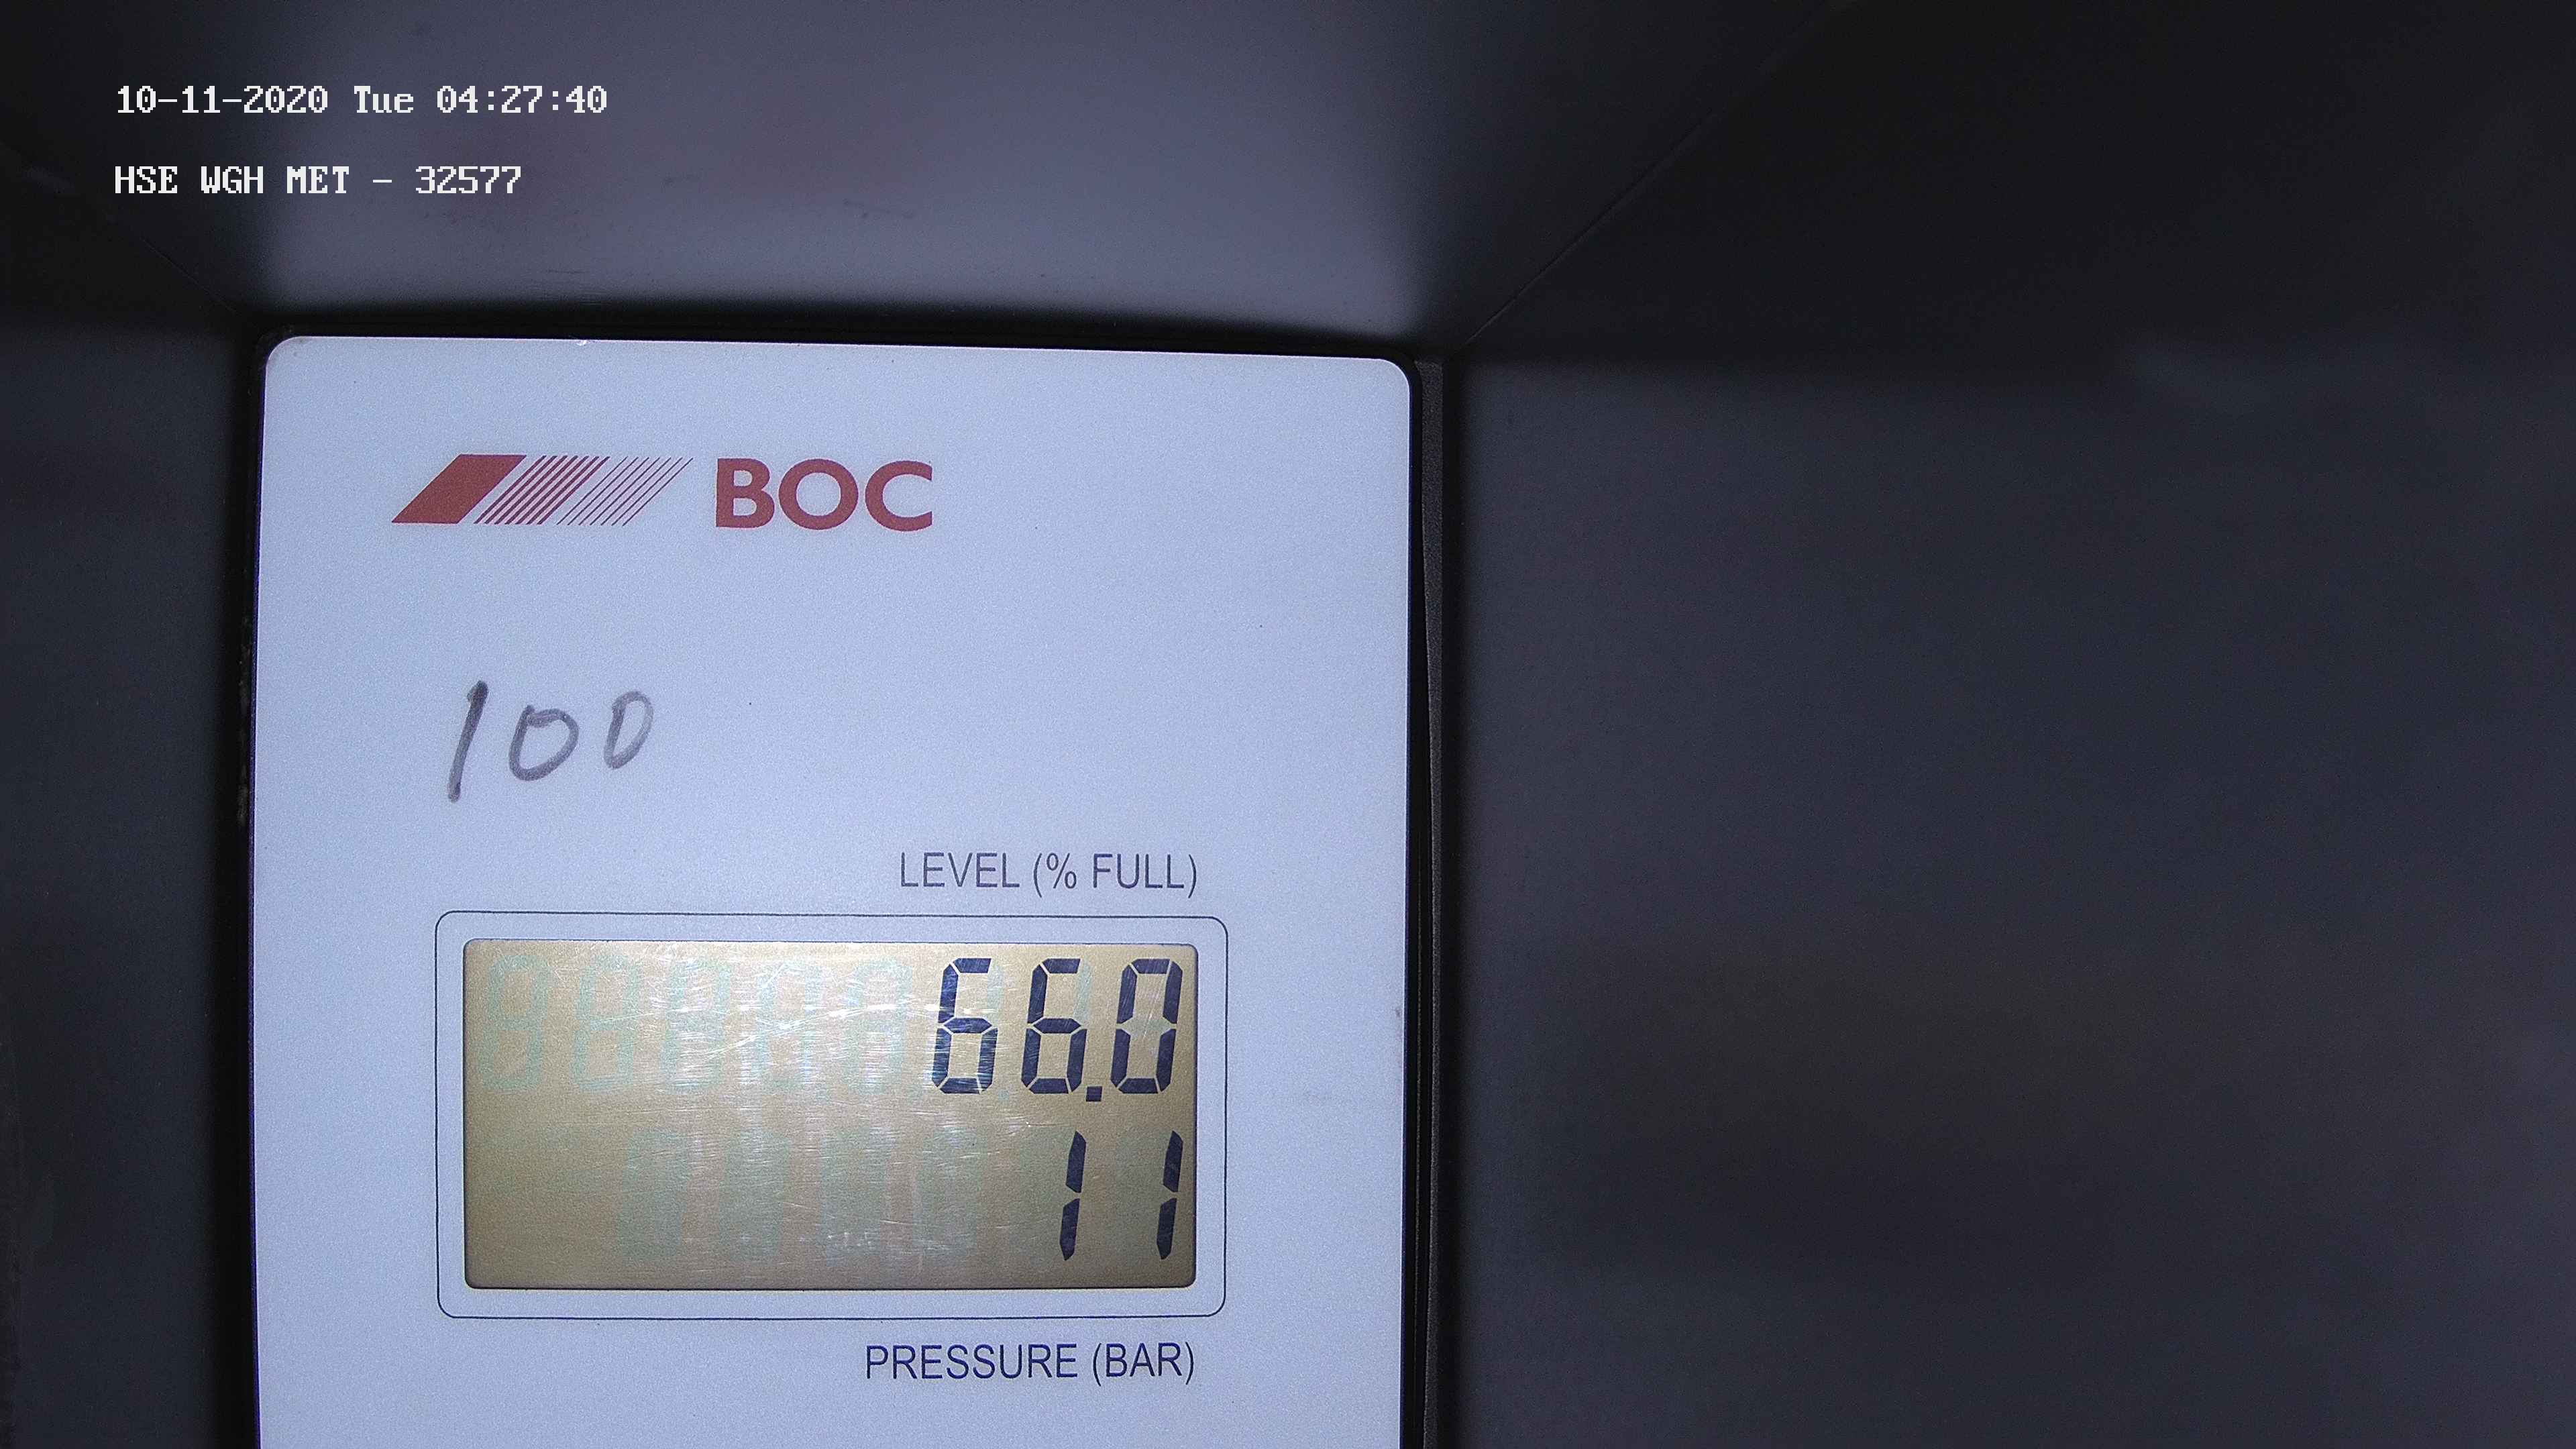 10-11-2020 Tue 04:27:40
HSE WGH MET - 32577
BOC
100
LEVEL (% FULL)
66.0
11
PRESSURE (BAR)